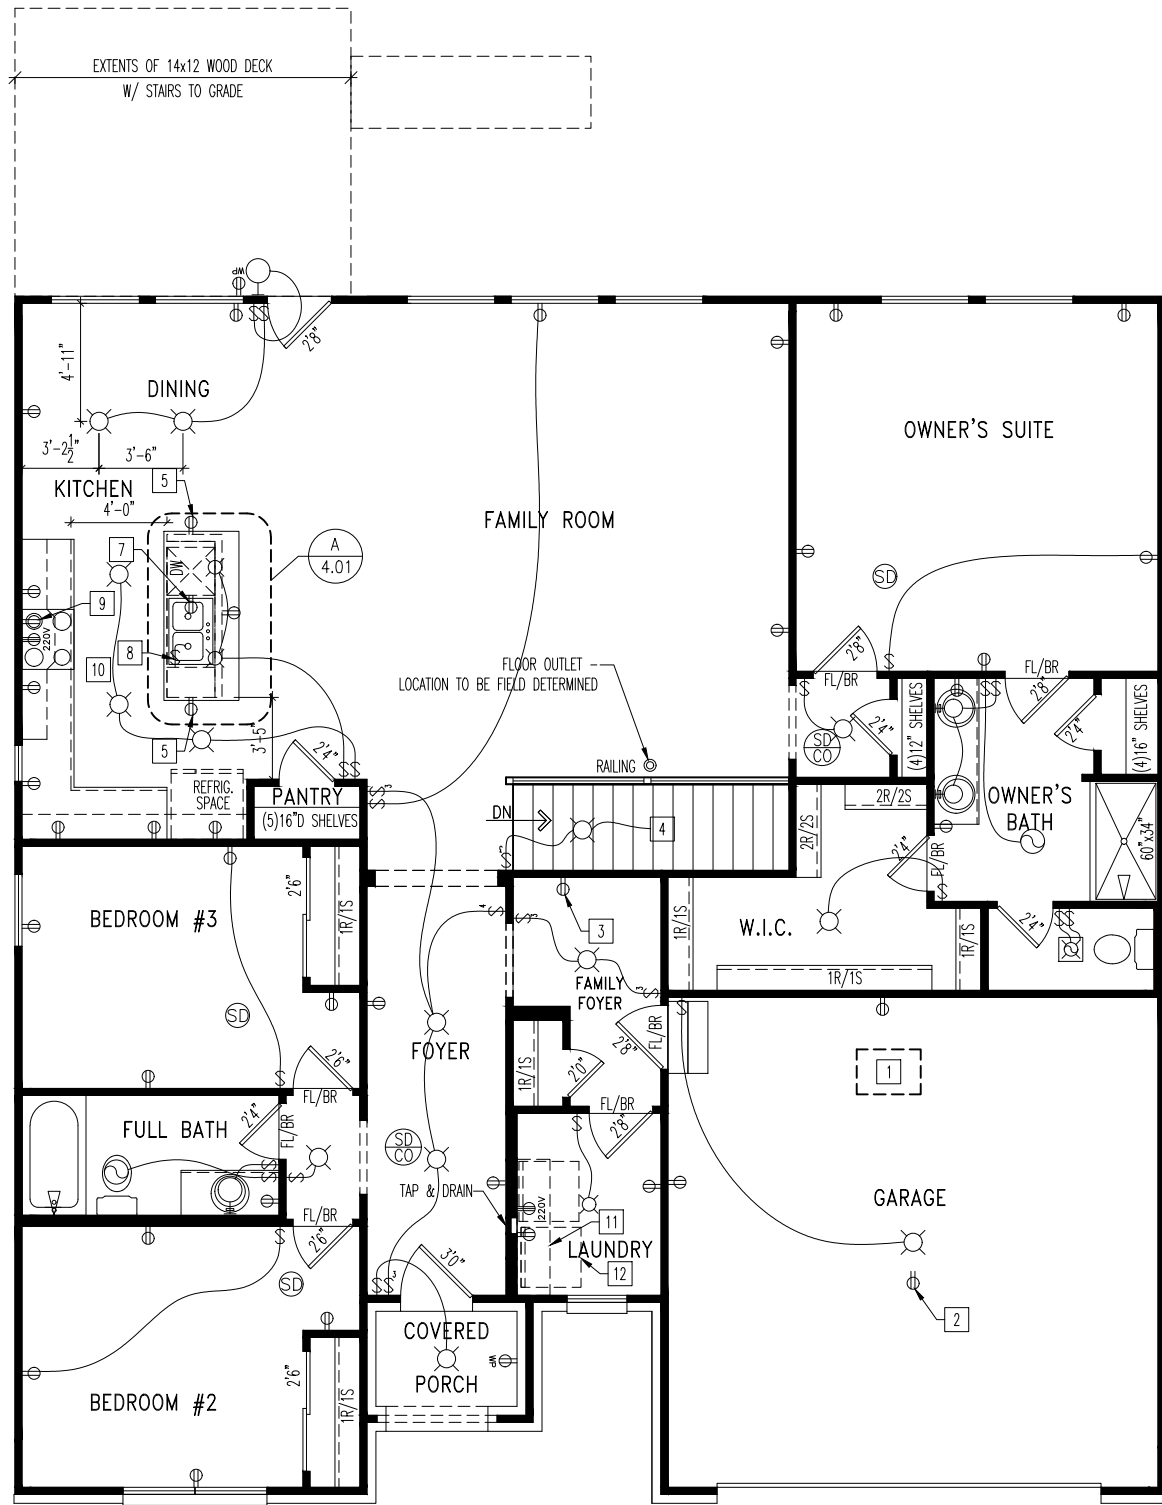 EXTENTS OF 14x12 WOOD DECK
W/ STAIRS TO GRADE
WP
2'8"
4'-11"
DINING
3'-2½"
3'-6"
KITCHEN
5
4'-0"
7
A
4.01
9
220V
8
10
DW
5
3'-5"
2'4"
REFRIG.
SPACE
PANTRY
(5)16"D SHELVES
FAMILY ROOM
FLOOR OUTLET
LOCATION TO BE FIELD DETERMINED
RAILING
DN
4
OWNER'S SUITE
SD
2'8"
FL/BR
2'4"
SD
CO
(4)12" SHELVES
FL/BR
2'8"
2'4"
(4)16" SHELVES
OWNER'S
BATH
60"x34"
2R/2S
2R/2S
2'4"
FL/BR
W.I.C.
1R/1S
1R/1S
1R/1S
2'4"
BEDROOM #3
2'6"
1R/1S
SD
2'6"
FL/BR
3
3
4
3
3
FAMILY
FOYER
FL/BR
2'8"
1R/1S
2'0"
FL/BR
2'8"
FOYER
FULL BATH
2'4"
FL/BR
SD
CO
TAP & DRAIN
220V
11
LAUNDRY
12
FL/BR
2'6"
SD
3'0"
3
COVERED
PORCH
WP
BEDROOM #2
2'6"
1R/1S
1
GARAGE
2